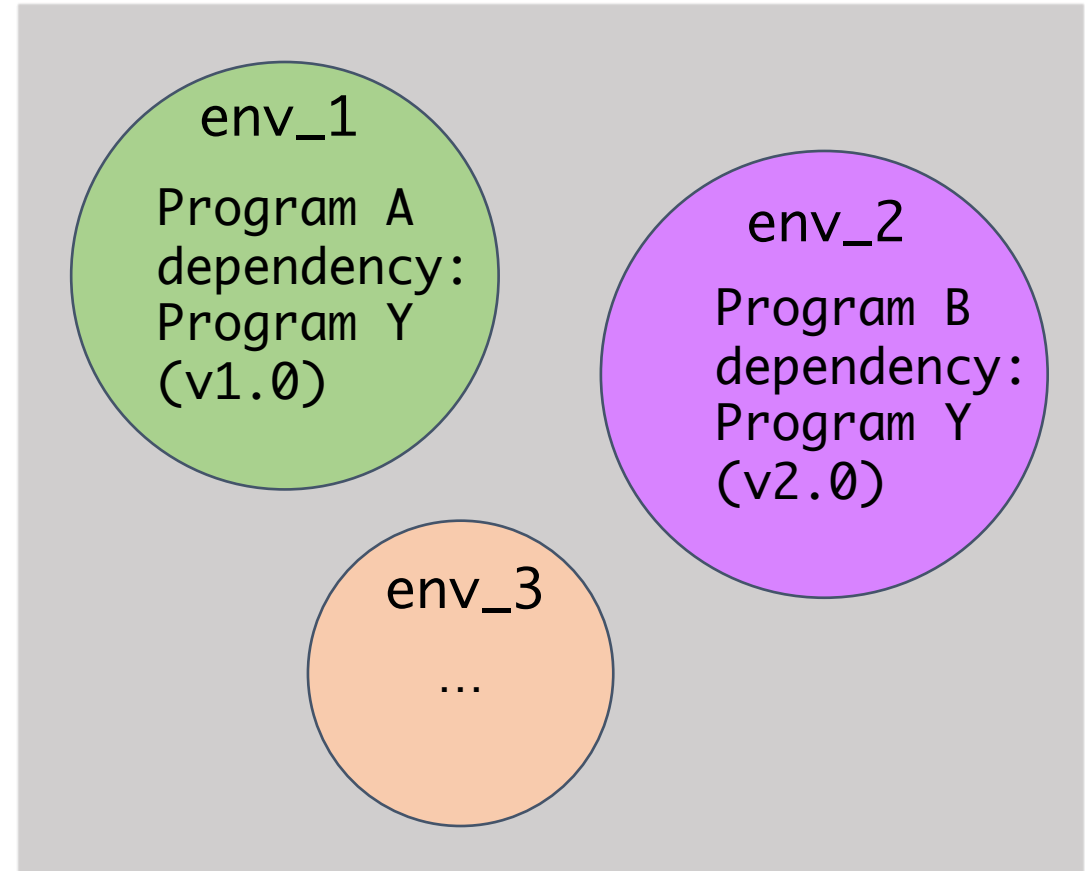 env_1
Program A
dependency:
Program Y
(v1.0)
env_2
Program B
dependency:
Program Y
(v2.0)
env_3
...